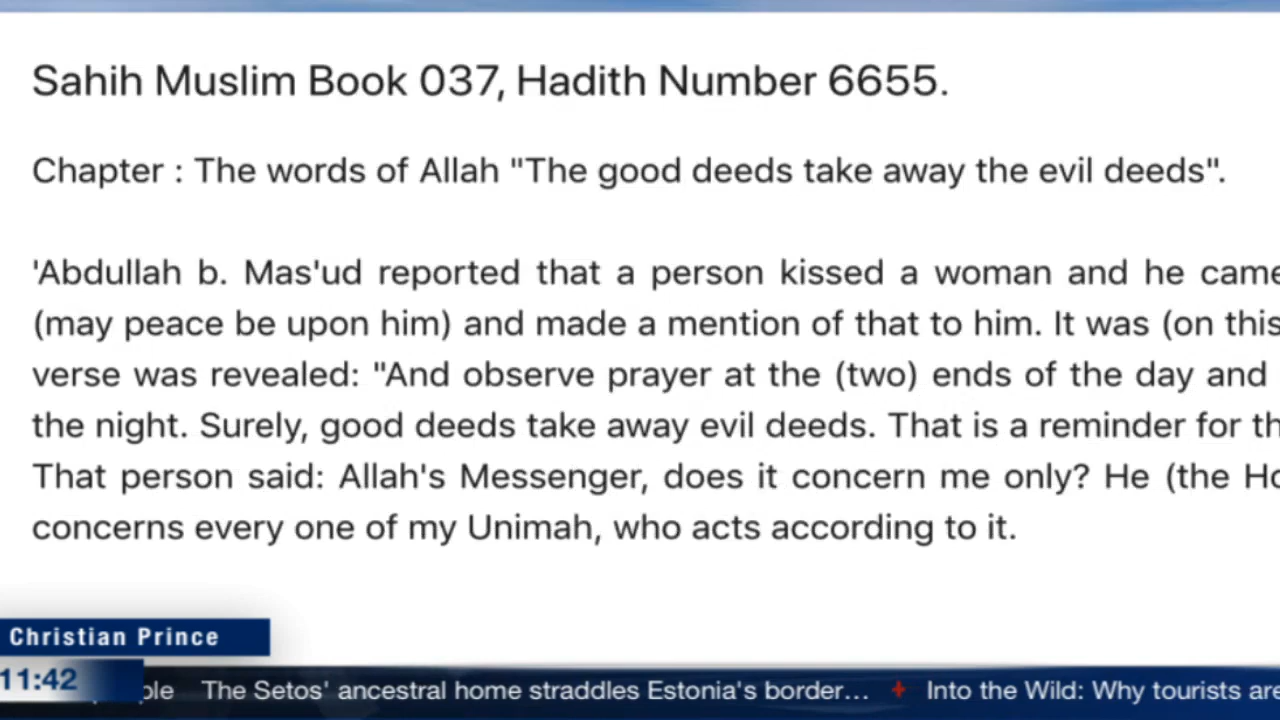 Sahih Muslim Book 037, Hadith Number 6655.
Chapter : The words of Allah "The good deeds take away the evil deeds".
'Abdullah b. Mas'ud reported that a person kissed a woman and he came
(may peace be upon him) and made a mention of that to him. It was (on this
verse was revealed: "And observe prayer at the (two) ends of the day and
the night. Surely, good deeds take away evil deeds. That is a reminder for th
That person said: Allah's Messenger, does it concern me only? He (the Ho
concerns every one of my Unimah, who acts according to it.
Christian Prince
11:42
The Setos' ancestral home straddles Estonia's border... Into the Wild: Why tourists are